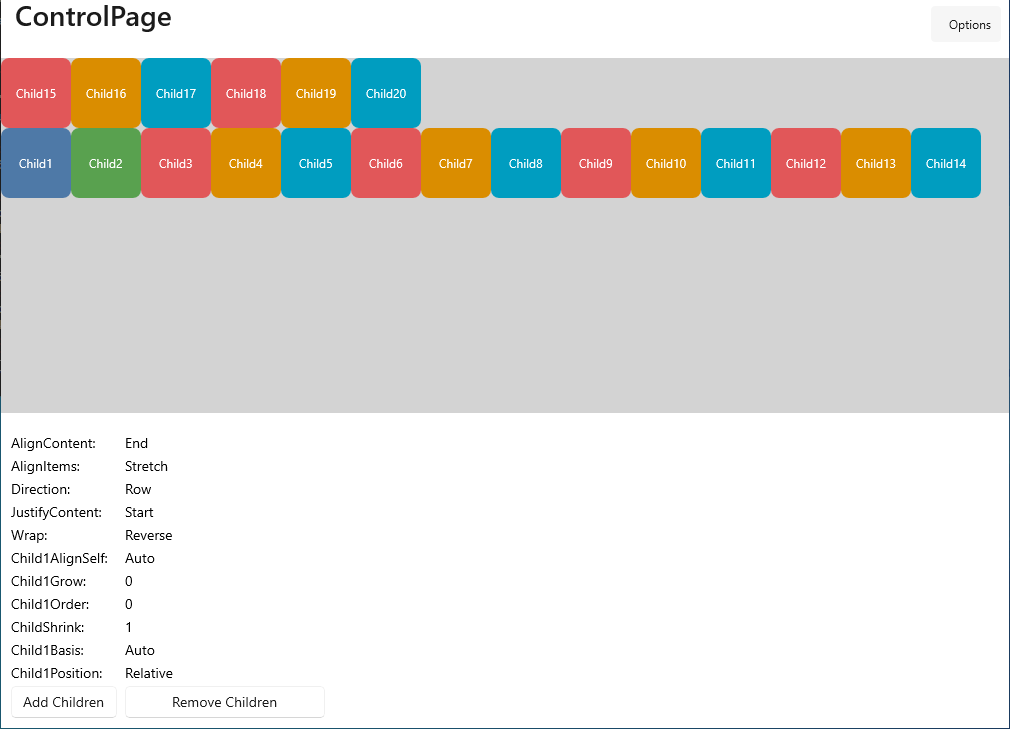 ControlPage
Options
Child15 Child16 Child17 Child18 Child19 Child20
Child1 Child2 Child3 Child4 Child5 Child6 Child7 Child8 Child9 Child10 Child11 Child12 Child13 Child14
AlignContent: End
AlignItems: Stretch
Direction: Row
JustifyContent: Start
Wrap: Reverse
Child1AlignSelf: Auto
Child1Grow: 0
Child1Order: 0
ChildShrink: 1
Child1Basis: Auto
Child1Position: Relative
Add Children Remove Children